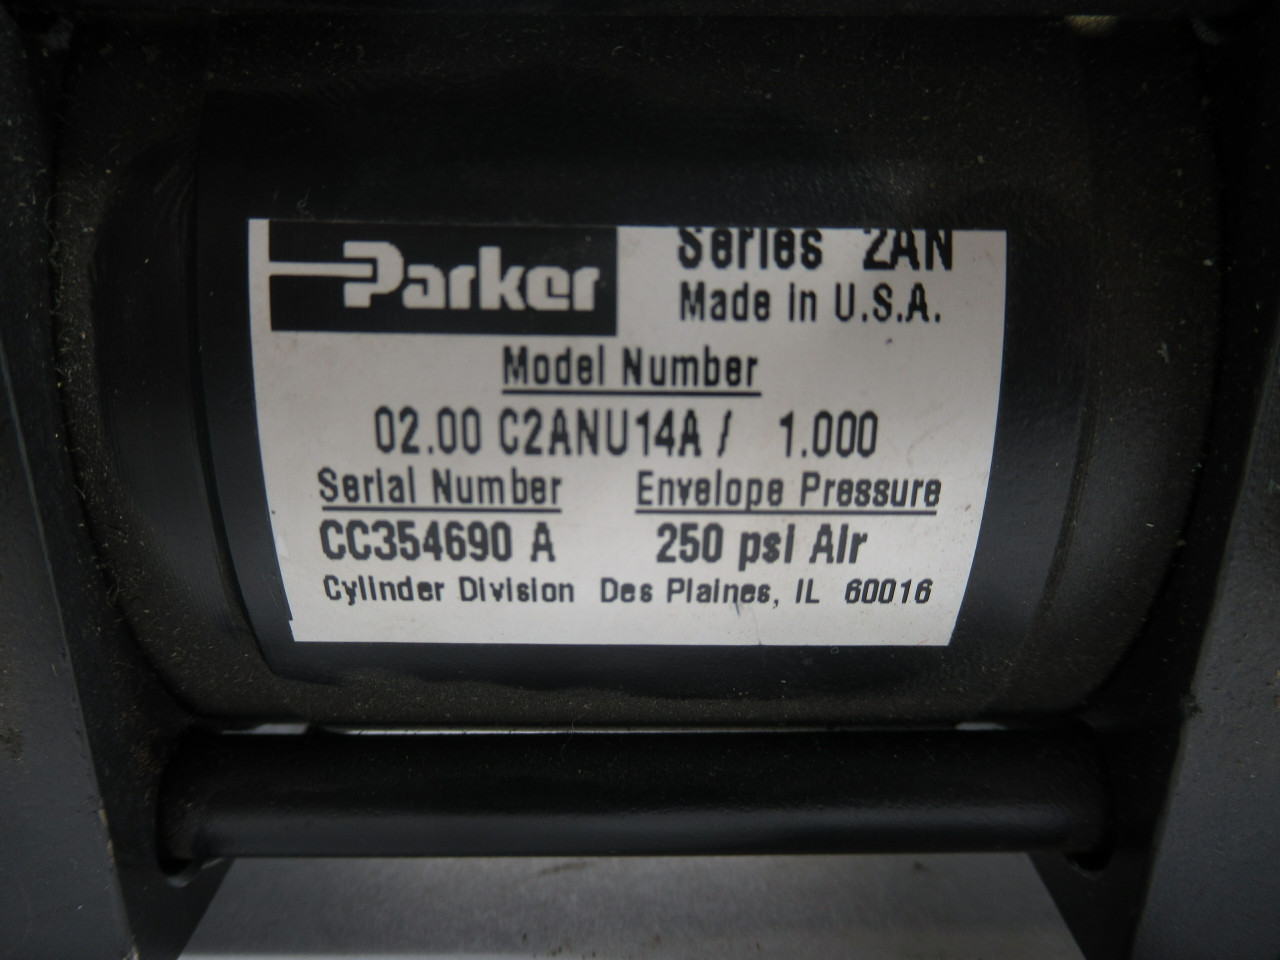 Parker
Series 2AN
Made in U.S.A.
Model Number
02.00 C2ANU14A / 1.000
Serial Number Envelope Pressure
CC354690 A 250 psi Air
Cylinder Division Des Plaines, IL 60016